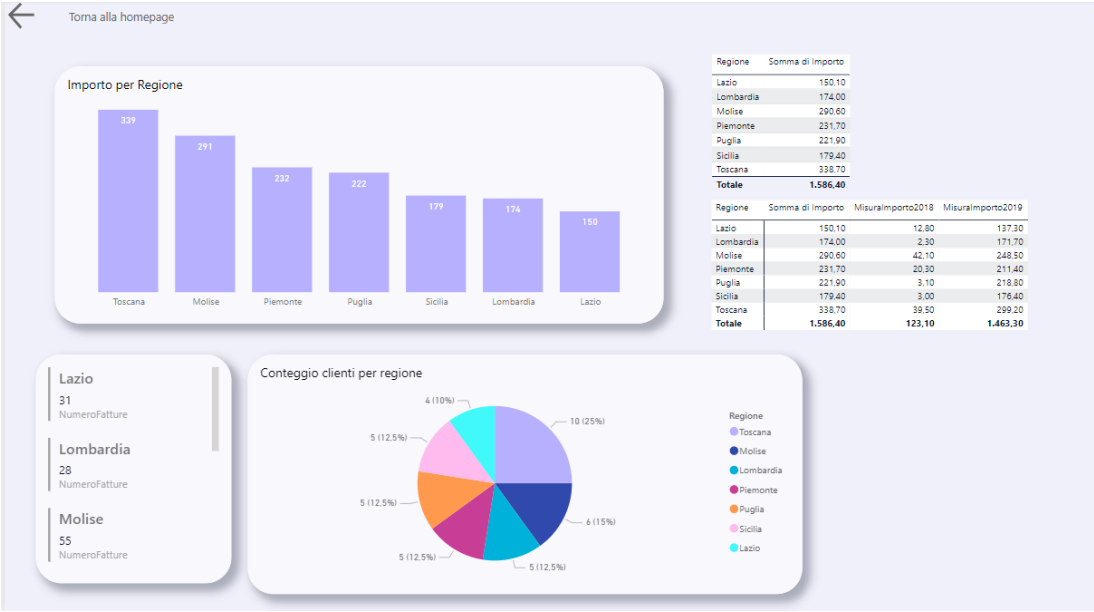 Torna alla homepage
Importo per Regione
339
291
232
222
179
174
150
Toscana Molise Piemonte Puglia Sicilia Lombardia Lazio
Regione Somma di Importo
Lazio 150,10
Lombardia 174,00
Molise 290,60
Piemonte 231,70
Puglia 221,90
Sicilia 179,40
Toscana 338,70
Totale 1.586,40
Regione Somma di Importo MisuraImporto2018 MisuraImporto2019
Lazio 150,10 12,80 137,30
Lombardia 174,00 2,30 171,70
Molise 290,60 42,10 248,50
Piemonte 231,70 20,30 211,40
Puglia 221,90 3,10 218,80
Sicilia 179,40 3,00 176,40
Toscana 338,70 39,50 299,20
Totale 1.586,40 123,10 1.463,30
Lazio
31
NumeroFatture
Lombardia
28
NumeroFatture
Molise
55
NumeroFatture
Conteggio clienti per regione
4 (10%)
10 (25%)
5 (12,5%)
5 (12,5%)
6 (15%)
5 (12,5%)
5 (12,5%)
Regione
Toscana
Molise
Lombardia
Piemonte
Puglia
Sicilia
Lazio